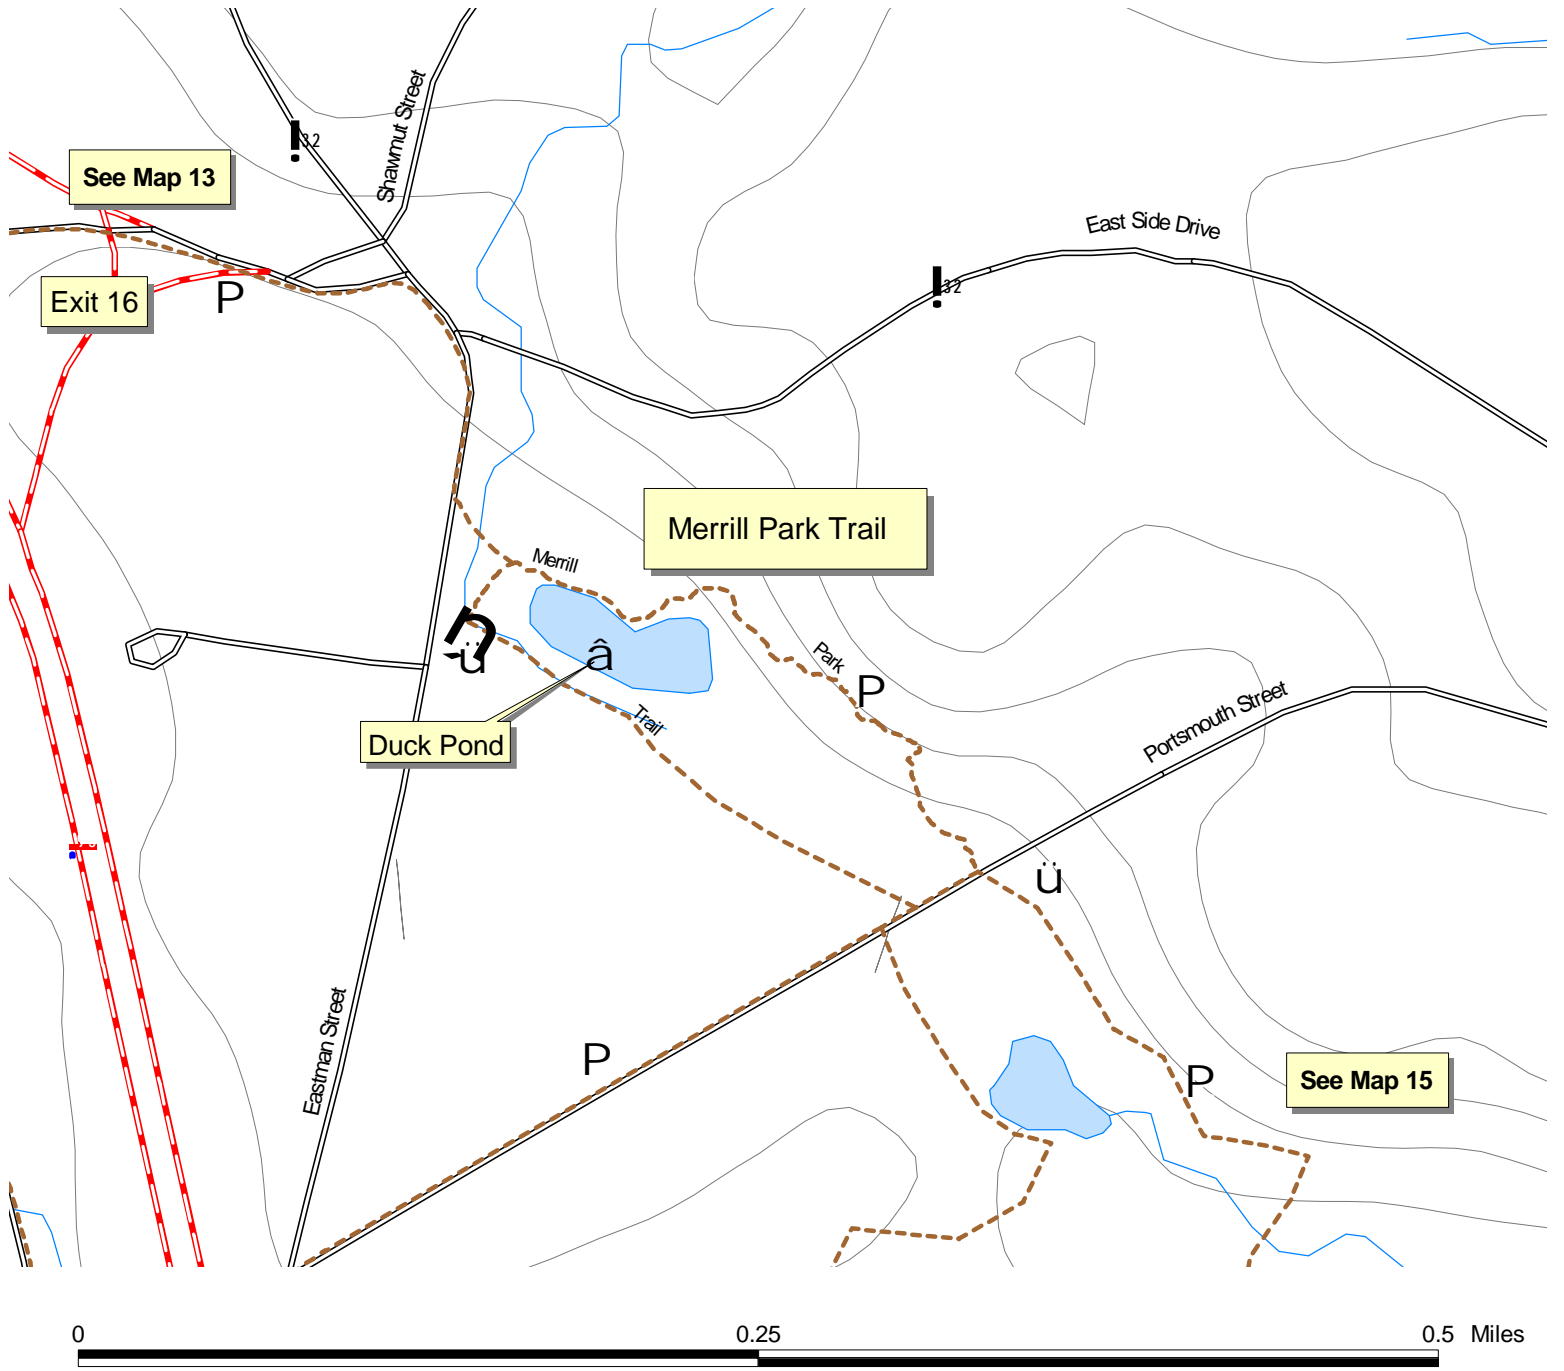 Shawmut Street
32
See Map 13
East Side Drive
32
Exit 16
P
Merrill Park Trail
Merrill
Park
Trail
ü
â
P
Duck Pond
Portsmouth Street
ü
Eastman Street
P
P
See Map 15
0
0.25
0.5 Miles